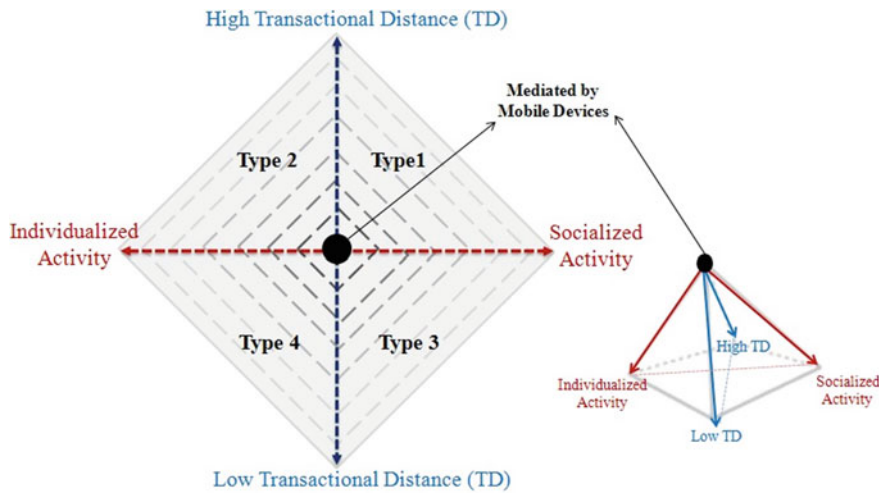 High Transactional Distance (TD)
Mediated by
Mobile Devices
Type 2
Type1
Individualized
Activity
Socialized
Activity
Type 4
Type 3
Low Transactional Distance (TD)
High TD
Individualized
Activity
Socialized
Activity
Low TD